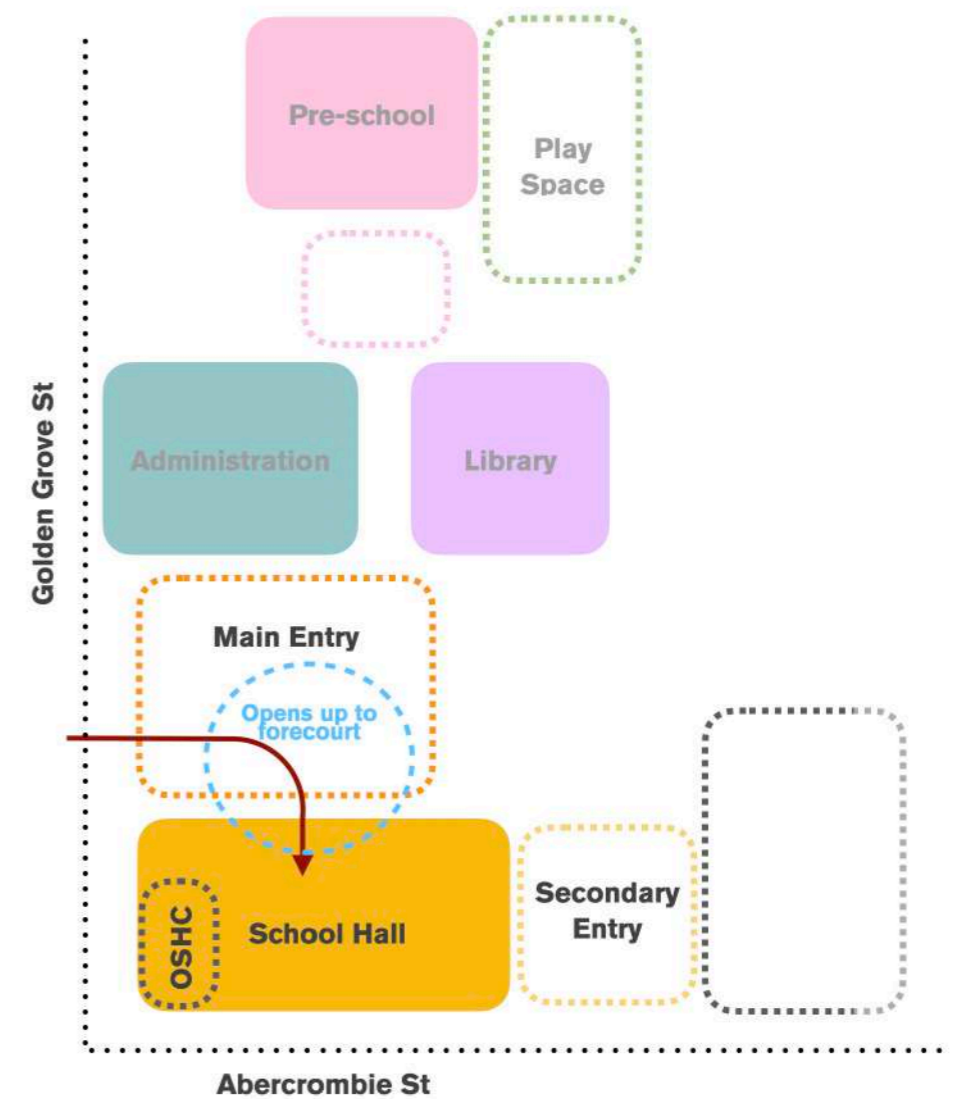 Pre-school
Play
Space
Golden Grove St
Administration
Library
Main Entry
Opens up to
forecourt
OSHC
School Hall
Secondary
Entry
Abercrombie St